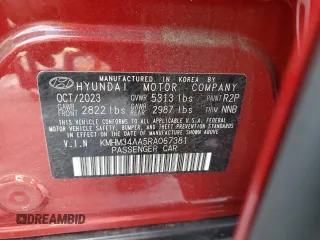 MANUFACTURED IN KOREA BY
HYUNDAI MOTOR COMPANY
OCT/2023 GVWR 5313 lbs PAINT R2P
GAWR FRONT 2822 lbs GAWR REAR 2987 lbs TRIM NNB
THIS VEHICLE CONFORMS TO ALL APPLICABLE U.S. FEDERAL
MOTOR VEHICLE SAFETY, BUMPER, AND THEFT PREVENTION
STANDARDS IN EFFECT ON THE DATE OF MANUFACTURE SHOWN ABOVE.
V.I.N KMHM34AA5RA067381
PASSENGER CAR
AUTOBIDMASTER